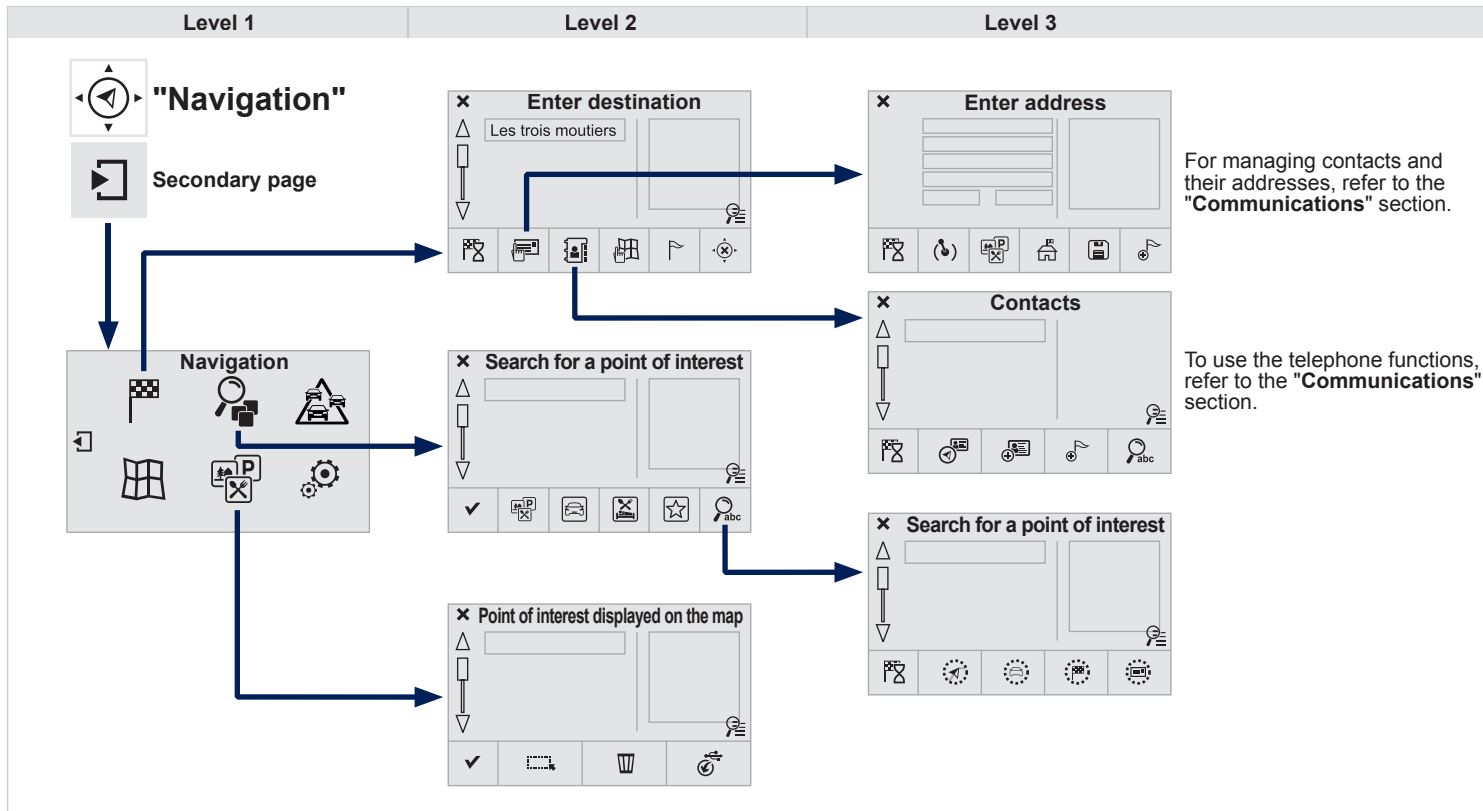 Level 1
Level 2
Level 3
"Navigation"
Secondary page
Navigation
P
Enter destination
Les trois moutiers
Search for a point of interest
P
abc
Point of interest displayed on the map
Enter address
P
For managing contacts and
their addresses, refer to the
"Communications" section.
Contacts
abc
To use the telephone functions,
refer to the "Communications"
section.
Search for a point of interest